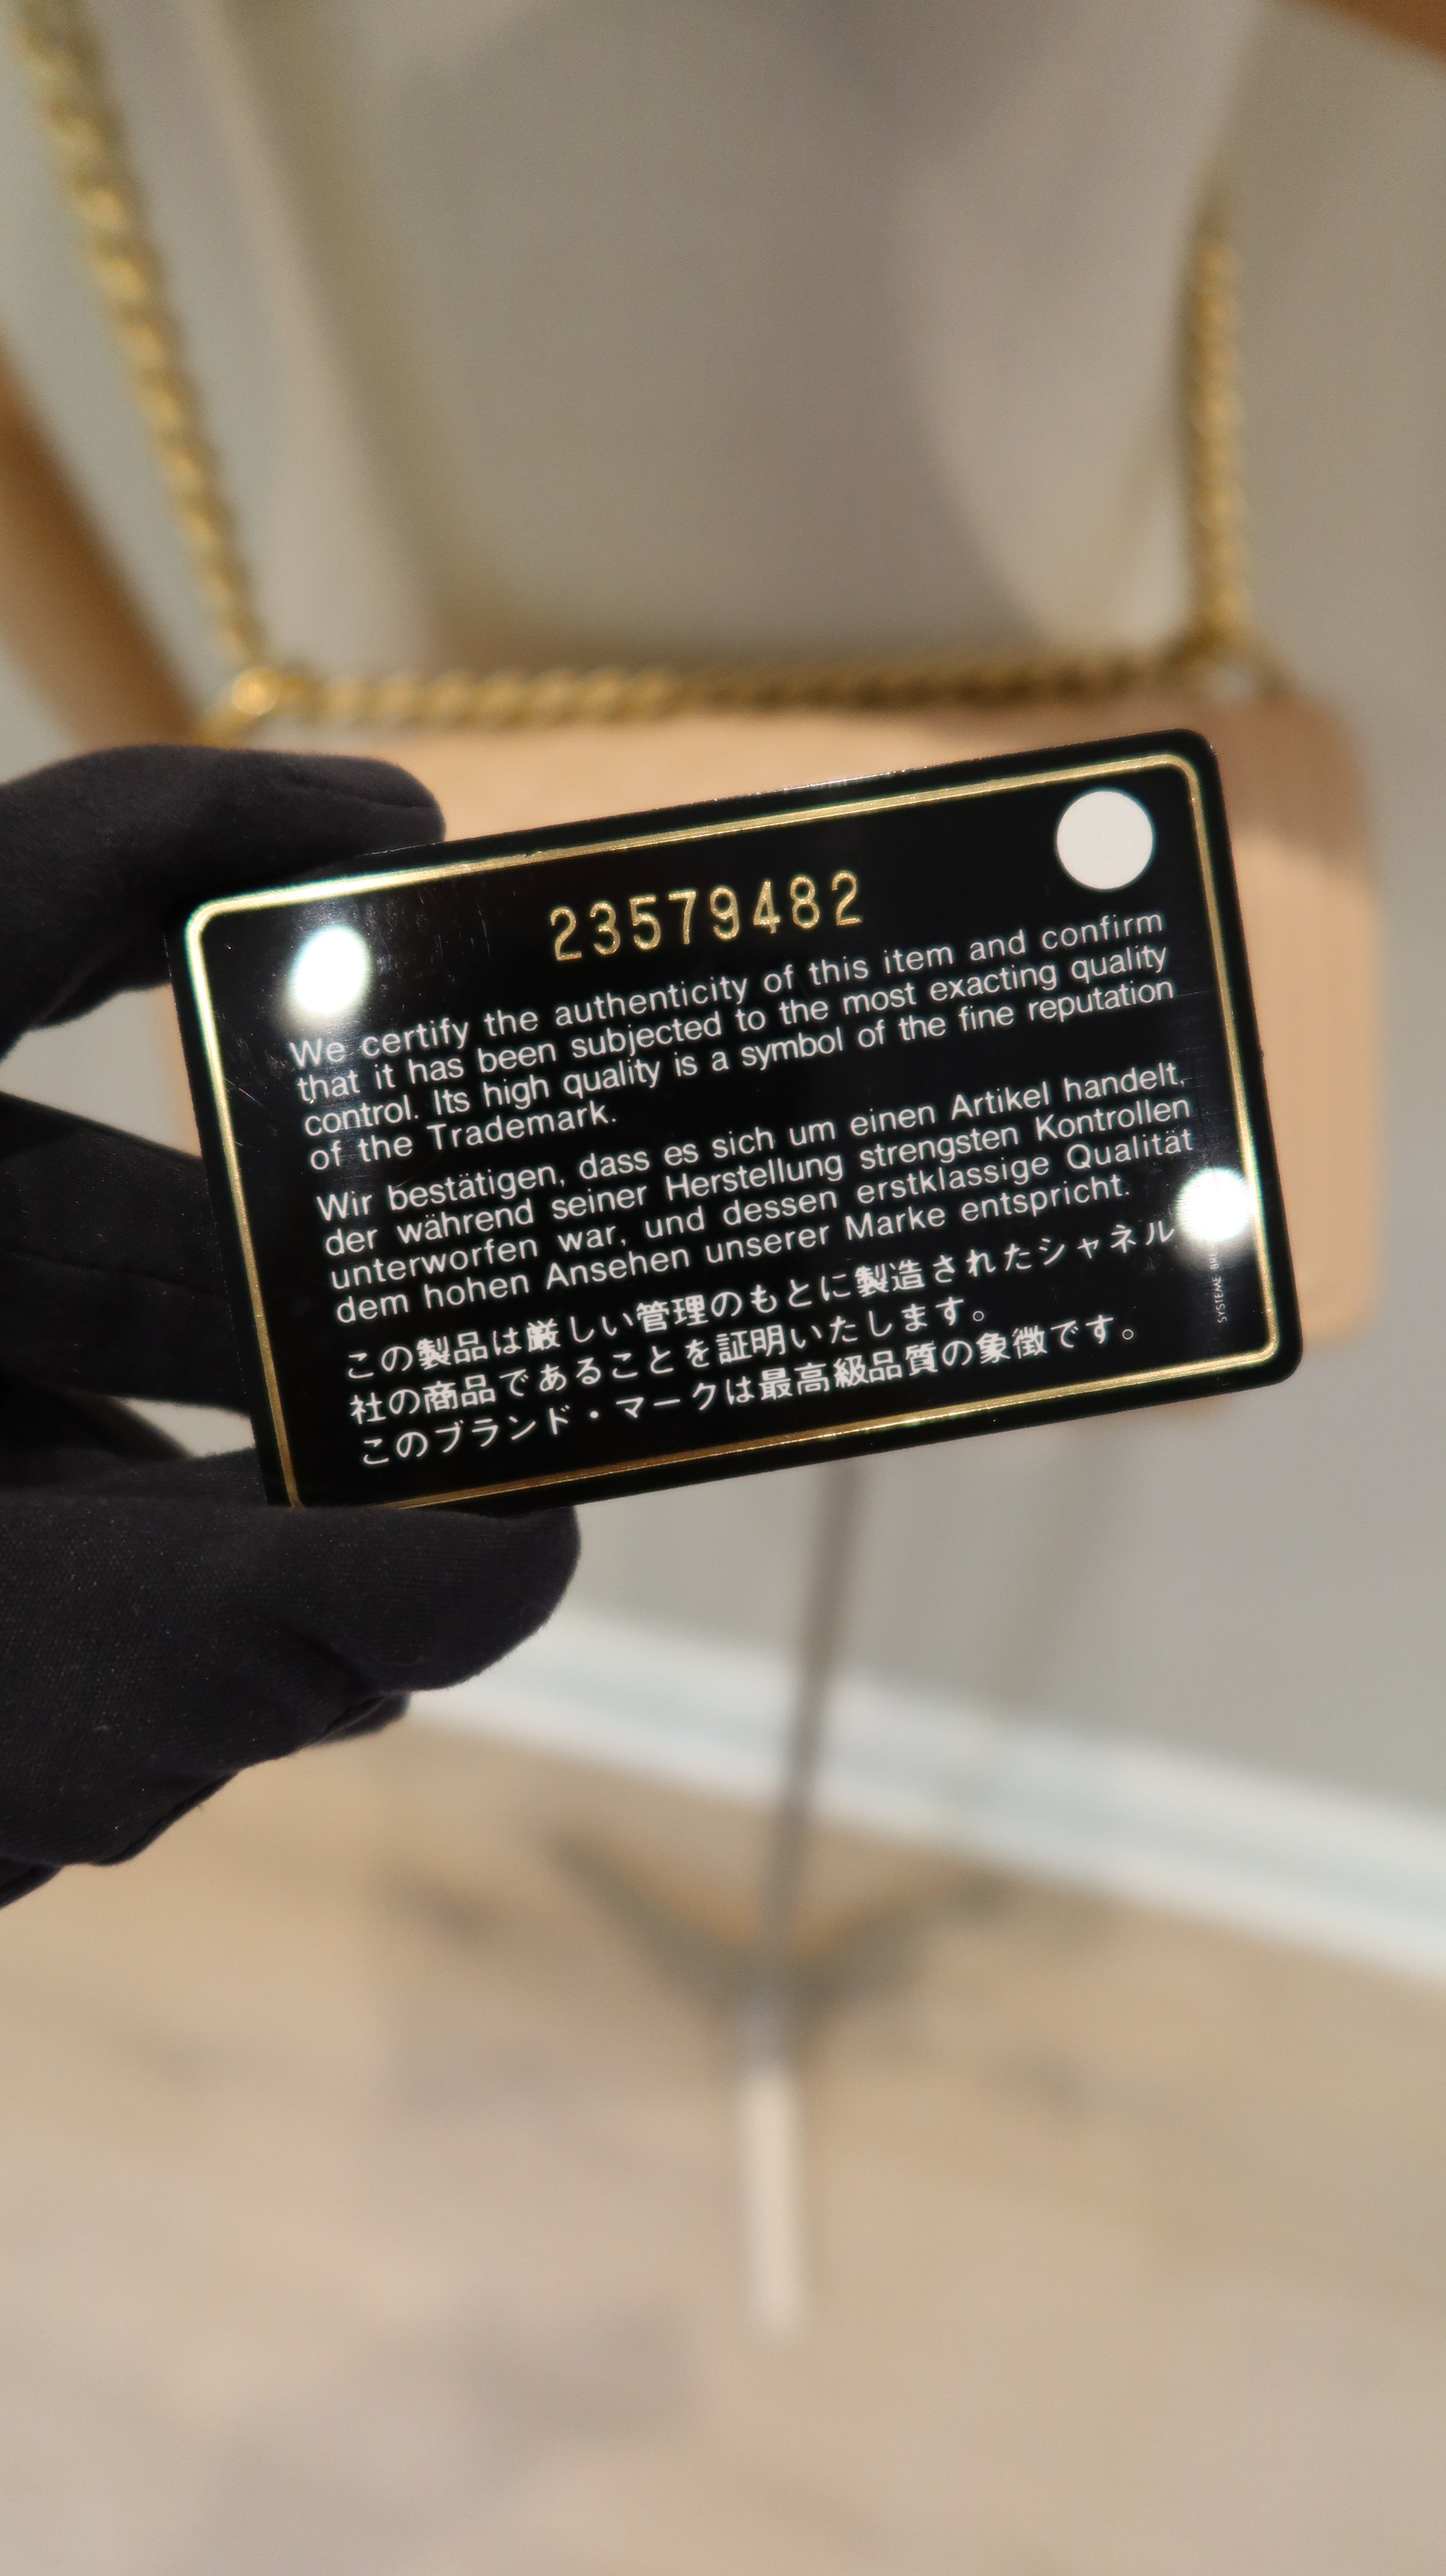 23579482
We certify the authenticity of this item and confirm
that it has been subjected to the most exacting quality
control. Its high quality is a symbol of the fine reputation
of the Trademark.
Wir bestätigen, dass es sich um einen Artikel handelt,
der während seiner Herstellung strengsten Kontrollen
unterworfen war, und dessen erstklassige Qualität
dem hohen Ansehen unserer Marke entspricht.
この製品は厳しい管理のもとに製造されたシャネル
社の商品であることを証明いたします。
このブランド・マークは最高級品質の象徴です。
SYSTEME